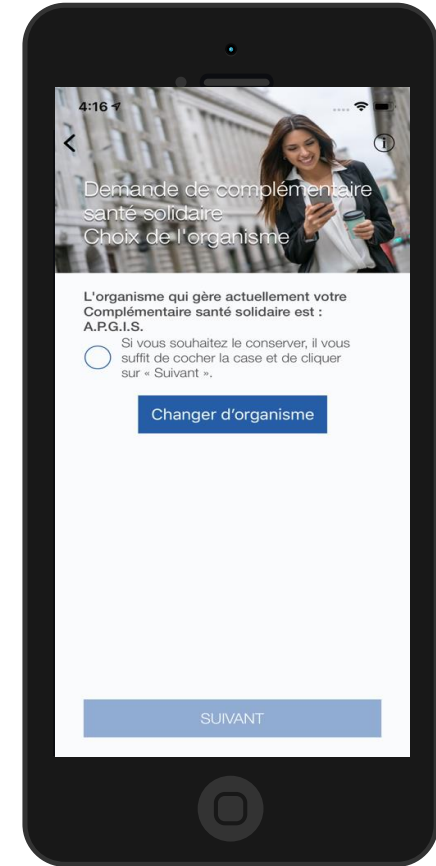 4:16
Demande de complémentaire
santé solidaire
Choix de l'organisme
L'organisme qui gère actuellement votre
Complémentaire santé solidaire est :
A.P.G.I.S.
Si vous souhaitez le conserver, il vous
suffit de cocher la case et de cliquer
sur « Suivant ».
Changer d'organisme
SUIVANT